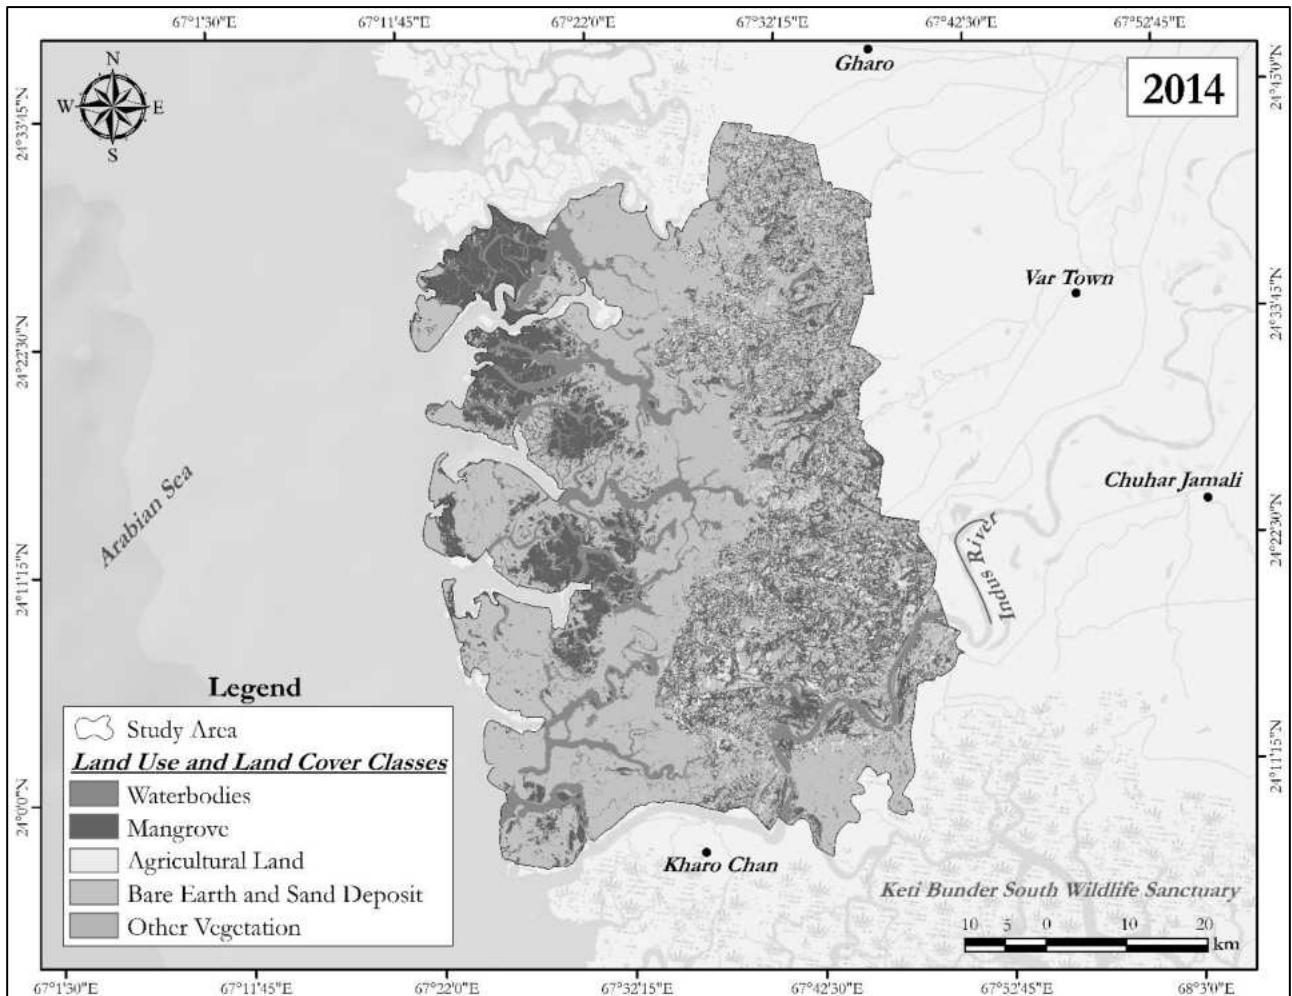 67°1'30"E 67°11'45"E 67°22'0"E 67°32'15"E 67°42'30"E 67°52'45"E
N
W E
S
Gharo
2014
24°45'0"N
24°33'45"N
Var Town
24°33'45"N
24°22'30"N
Arabian Sea
Chuhar Jamali
Indus River
24°22'30"N
24°11'15"N
Legend
Study Area
Land Use and Land Cover Classes
Waterbodies
Mangrove
Agricultural Land
Bare Earth and Sand Deposit
Other Vegetation
24°11'15"N
24°0'0"N
Kharo Chan
Keti Bunder South Wildlife Sanctuary
10 5 0 10 20
km
67°1'30"E 67°11'45"E 67°22'0"E 67°32'15"E 67°42'30"E 67°52'45"E 68°3'0"E